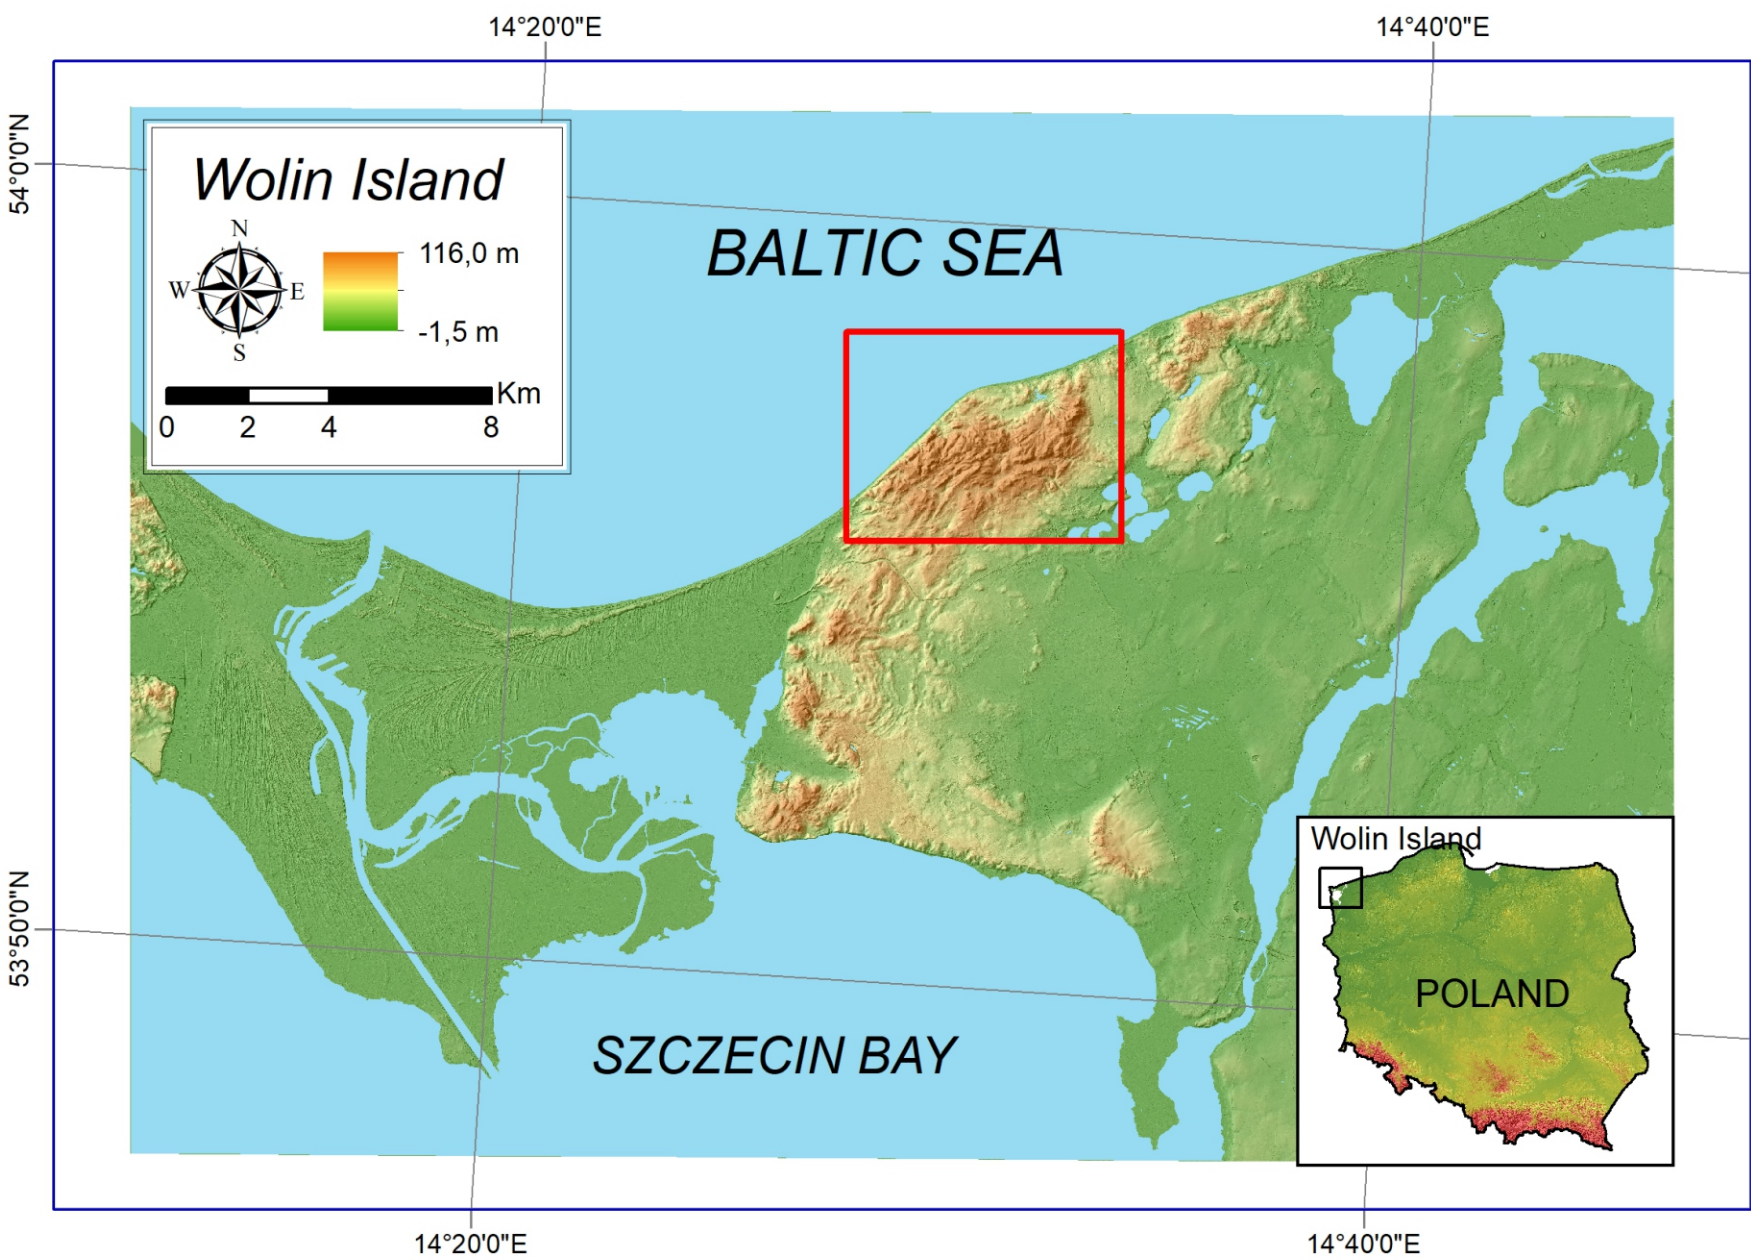 14°20'0"E
14°40'0"E
54°0'0"N
Wolin Island
N
W
E
S
116,0 m
-1,5 m
Km
0
2
4
8
BALTIC SEA
53°50'0"N
SZCZECIN BAY
Wolin Island
POLAND
14°20'0"E
14°40'0"E